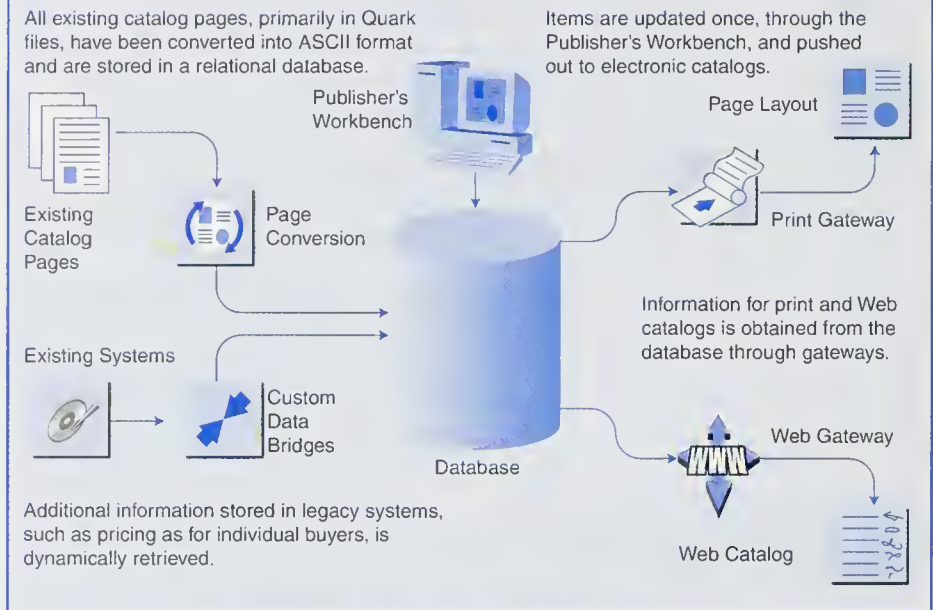 All existing catalog pages, primarily in Quark
files, have been converted into ASCII format
and are stored in a relational database.
Items are updated once, through the
Publisher's Workbench, and pushed
out to electronic catalogs.
Publisher's
Workbench
Page Layout
Existing
Catalog
Pages
Page
Conversion
Print Gateway
Information for print and Web
catalogs is obtained from the
database through gateways.
Existing Systems
Custom
Data
Bridges
Database
Web Gateway
WWW
Web Catalog
Additional information stored in legacy systems,
such as pricing as for individual buyers, is
dynamically retrieved.